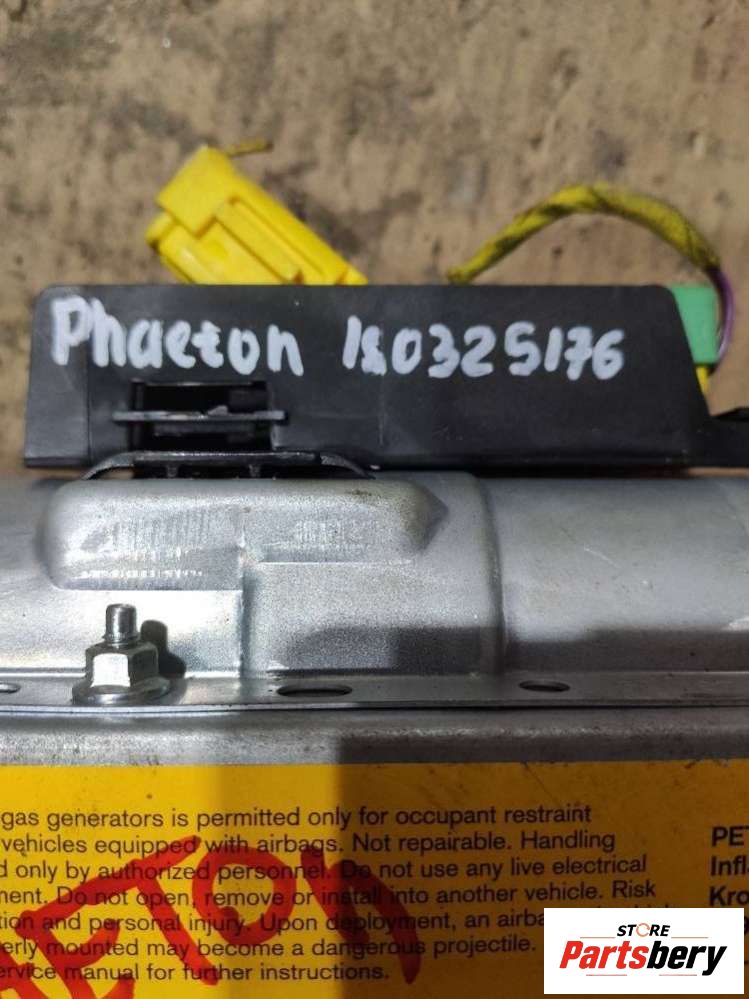 Phaeton 180325176
gas generators is permitted only for occupant restraint
vehicles equipped with airbags. Not repairable. Handling
d only by authorized personnel. Do not use any live electrical
ment. Do not open, remove or install into another vehicle. Risk
tion and personal injury. Upon deployment, an airba
erly mounted may become a dangerous projectile.
ervice manual for further instructions.
PE
Infl
Kro
AETON
STORE
Partsbery